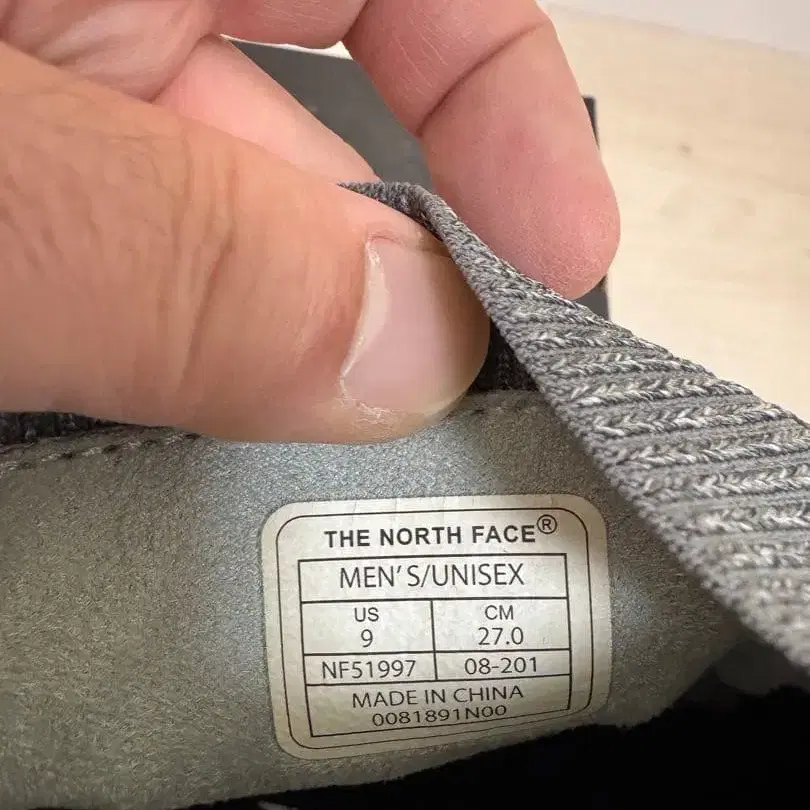 THE NORTH FACE®
MEN'S/UNISEX
US CM
9 27.0
NF51997 08-201
MADE IN CHINA
0081891N00